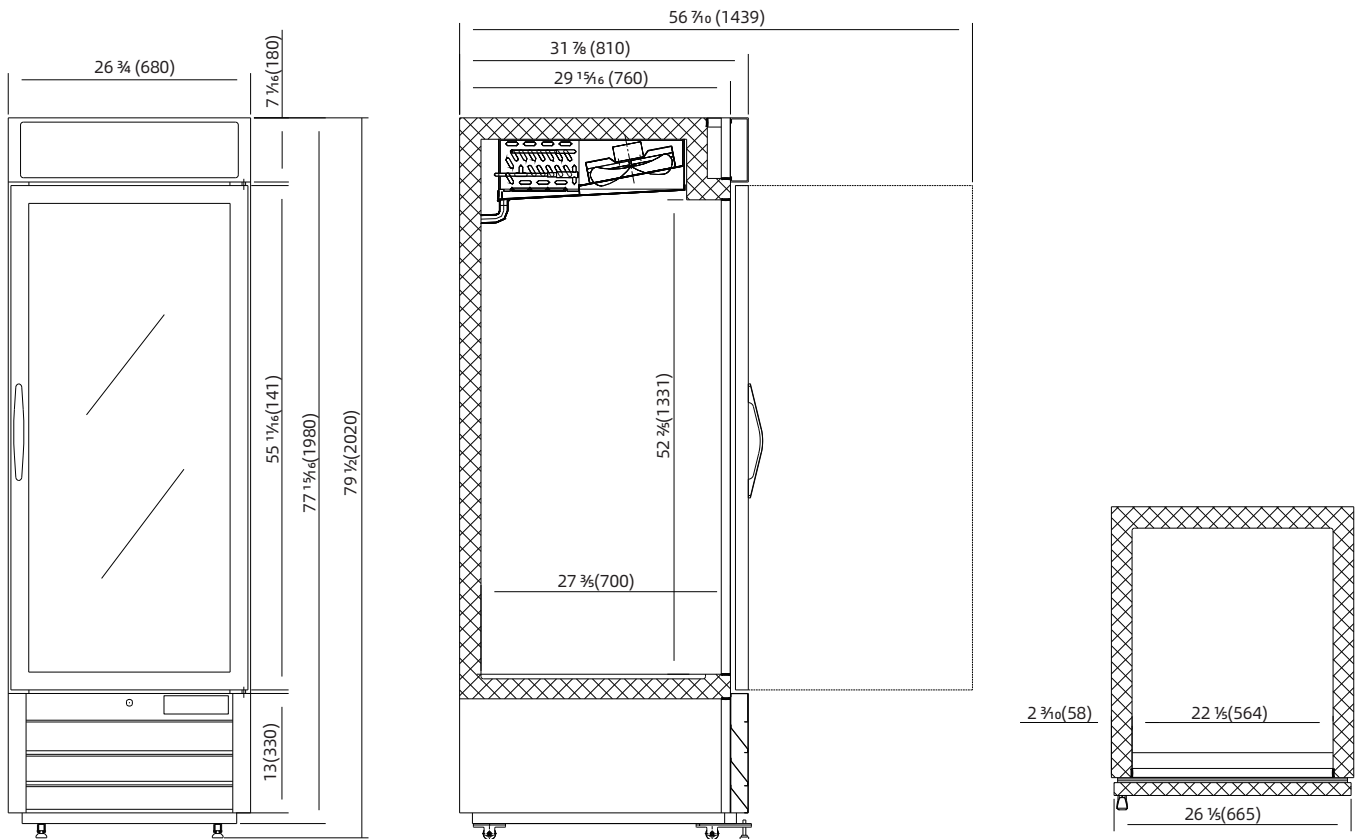 56 ⁷⁄₁₀ (1439)
31 ⅞ (810)
29 ¹⁵⁄₁₆ (760)
26 ¾ (680)
7 ¹⁄₁₆(180)
55 ¹¹⁄₁₆(141)
77 ¹⁵⁄₁₆(1980)
79 ½(2020)
13(330)
52 ⅖(1331)
27 ⅗(700)
2 ³⁄₁₀(58)
22 ⅕(564)
26 ⅕(665)